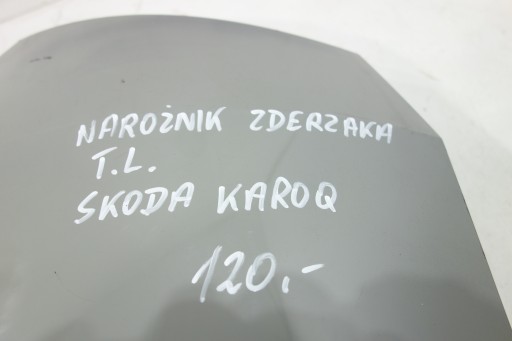 NAROŻNIK ZDERZAKA
T.L.
SKODA KAROQ
120.-